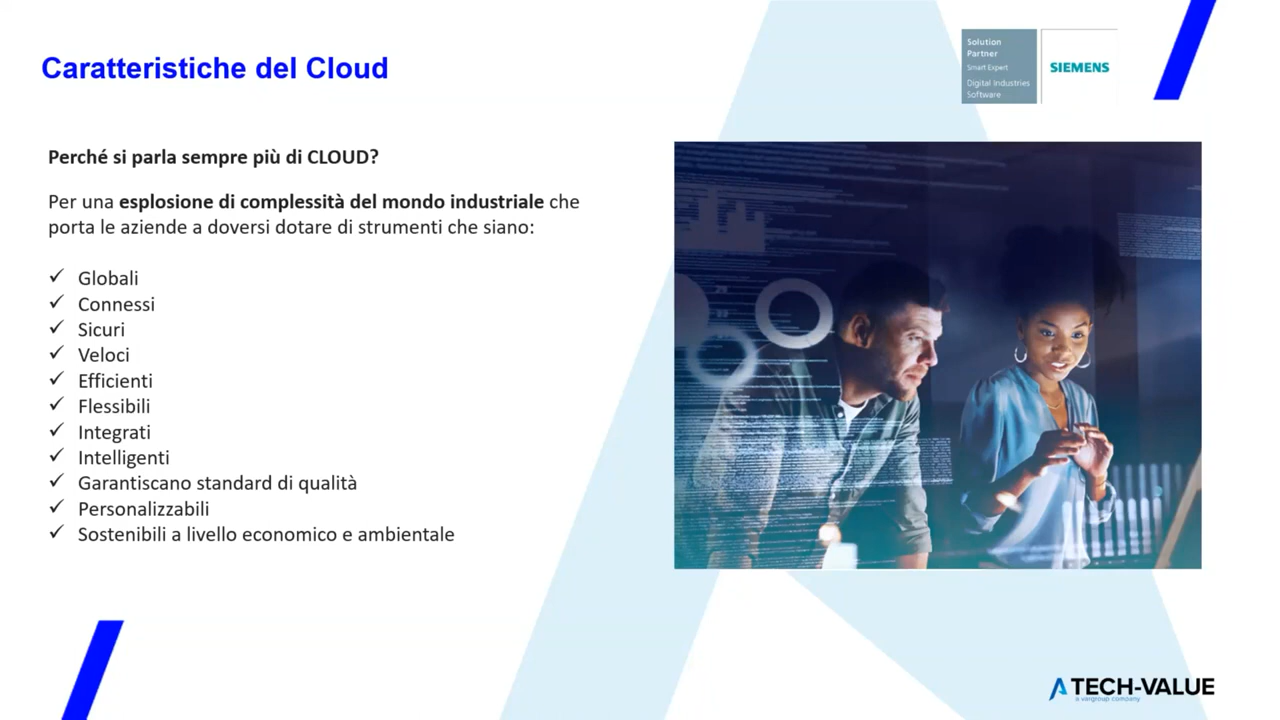 Caratteristiche del Cloud
Solution
Partner
Smart Expert
Digital Industries
Software
SIEMENS
Perché si parla sempre più di CLOUD?
Per una esplosione di complessità del mondo industriale che
porta le aziende a doversi dotare di strumenti che siano:
✓ Globali
✓ Connessi
✓ Sicuri
✓ Veloci
✓ Efficienti
✓ Flessibili
✓ Integrati
✓ Intelligenti
✓ Garantiscano standard di qualità
✓ Personalizzabili
✓ Sostenibili a livello economico e ambientale
TECH-VALUE
a vargroup company